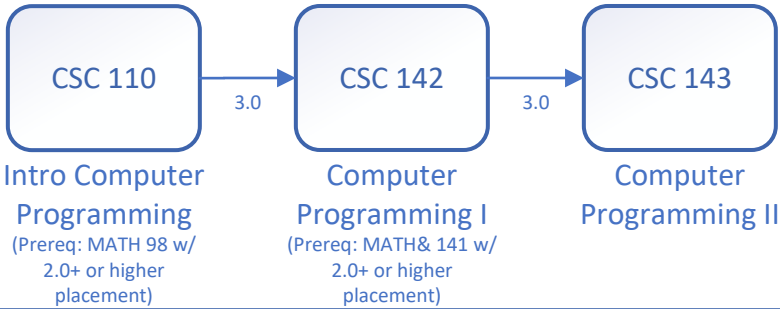 CSC 110
CSC 142
CSC 143
3.0
3.0
Intro Computer
Programming
(Prereq: MATH 98 w/
2.0+ or higher
placement)
Computer
Programming I
(Prereq: MATH& 141 w/
2.0+ or higher
placement)
Computer
Programming II